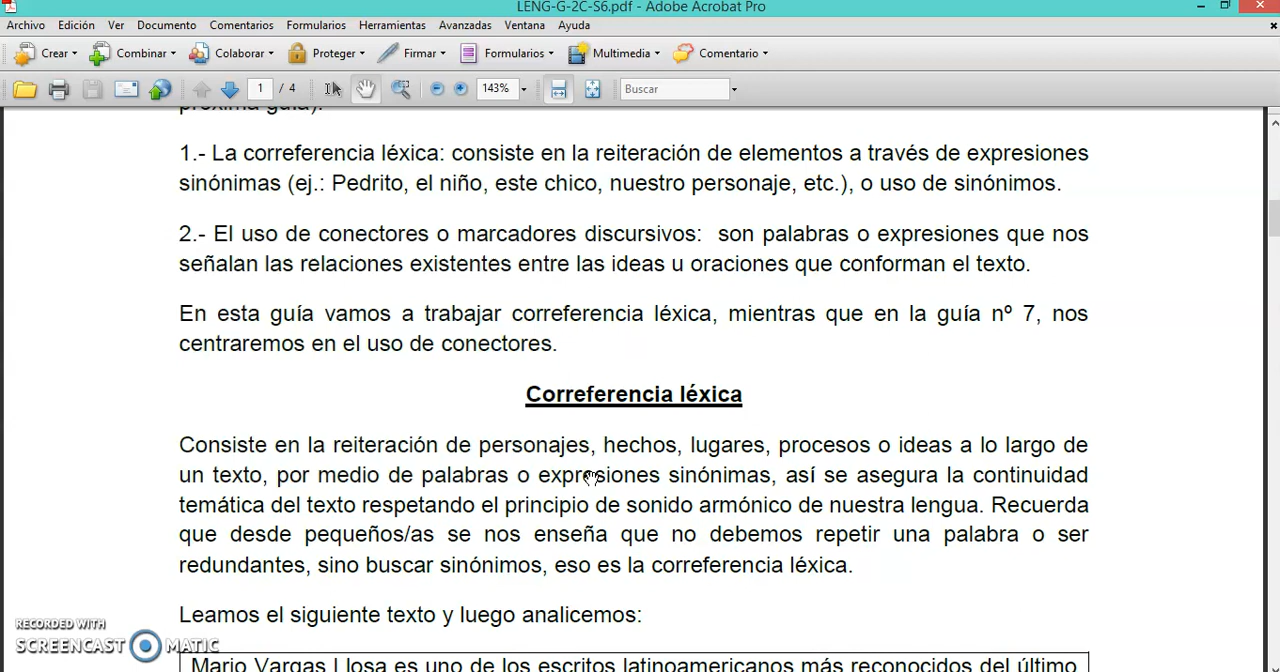 LENG-G-2C-S6.pdf - Adobe Acrobat Pro
Archivo Edición Ver Documento Comentarios Formularios Herramientas Avanzadas Ventana Ayuda
Crear Combinar Colaborar Proteger Firmar Formularios Multimedia Comentario
1 / 4 143% Buscar
próxima guía).
1.- La correferencia léxica: consiste en la reiteración de elementos a través de expresiones
sinónimas (ej.: Pedrito, el niño, este chico, nuestro personaje, etc.), o uso de sinónimos.
2.- El uso de conectores o marcadores discursivos: son palabras o expresiones que nos
señalan las relaciones existentes entre las ideas u oraciones que conforman el texto.
En esta guía vamos a trabajar correferencia léxica, mientras que en la guía nº 7, nos
centraremos en el uso de conectores.
Correferencia léxica
Consiste en la reiteración de personajes, hechos, lugares, procesos o ideas a lo largo de
un texto, por medio de palabras o expresiones sinónimas, así se asegura la continuidad
temática del texto respetando el principio de sonido armónico de nuestra lengua. Recuerda
que desde pequeños/as se nos enseña que no debemos repetir una palabra o ser
redundantes, sino buscar sinónimos, eso es la correferencia léxica.
Leamos el siguiente texto y luego analicemos:
Mario Vargas Llosa es uno de los escritos latinoamericanos más reconocidos del último
RECORDED WITH
SCREENCAST MATIC